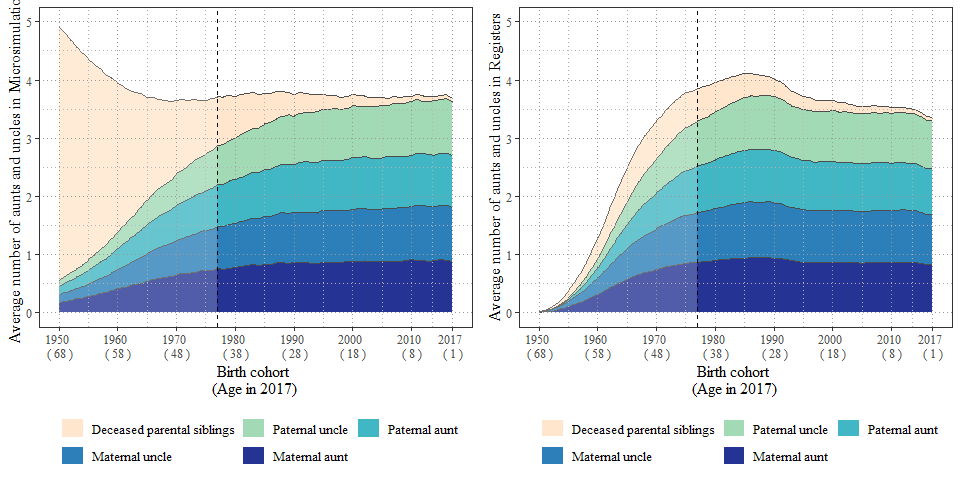 Average number of aunts and uncles in Microsimulation
5
4
3
2
1
0
1950 1960 1970 1980 1990 2000 2010 2017
( 68 ) ( 58 ) ( 48 ) ( 38 ) ( 28 ) ( 18 ) ( 8 ) ( 1 )
Birth cohort
(Age in 2017)
Deceased parental siblings Paternal uncle Paternal aunt
Maternal uncle Maternal aunt
Average number of aunts and uncles in Registers
5
4
3
2
1
0
1950 1960 1970 1980 1990 2000 2010 2017
( 68 ) ( 58 ) ( 48 ) ( 38 ) ( 28 ) ( 18 ) ( 8 ) ( 1 )
Birth cohort
(Age in 2017)
Deceased parental siblings Paternal uncle Paternal aunt
Maternal uncle Maternal aunt